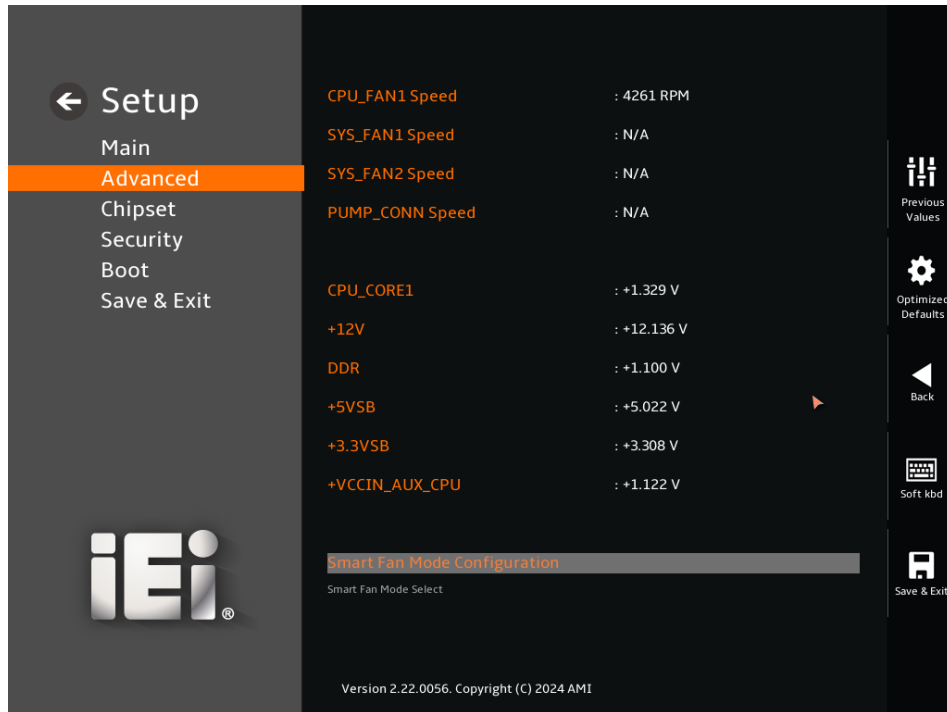 Setup
Main
Advanced
Chipset
Security
Boot
Save & Exit
CPU_FAN1 Speed : 4261 RPM
SYS_FAN1 Speed : N/A
SYS_FAN2 Speed : N/A
PUMP_CONN Speed : N/A
CPU_CORE1 : +1.329 V
+12V : +12.136 V
DDR : +1.100 V
+5VSB : +5.022 V
+3.3VSB : +3.308 V
+VCCIN_AUX_CPU : +1.122 V
Smart Fan Mode Configuration
Smart Fan Mode Select
Version 2.22.0056. Copyright (C) 2024 AMI
Previous
Values
Optimized
Defaults
Back
Soft kbd
Save & Exit
iEi®